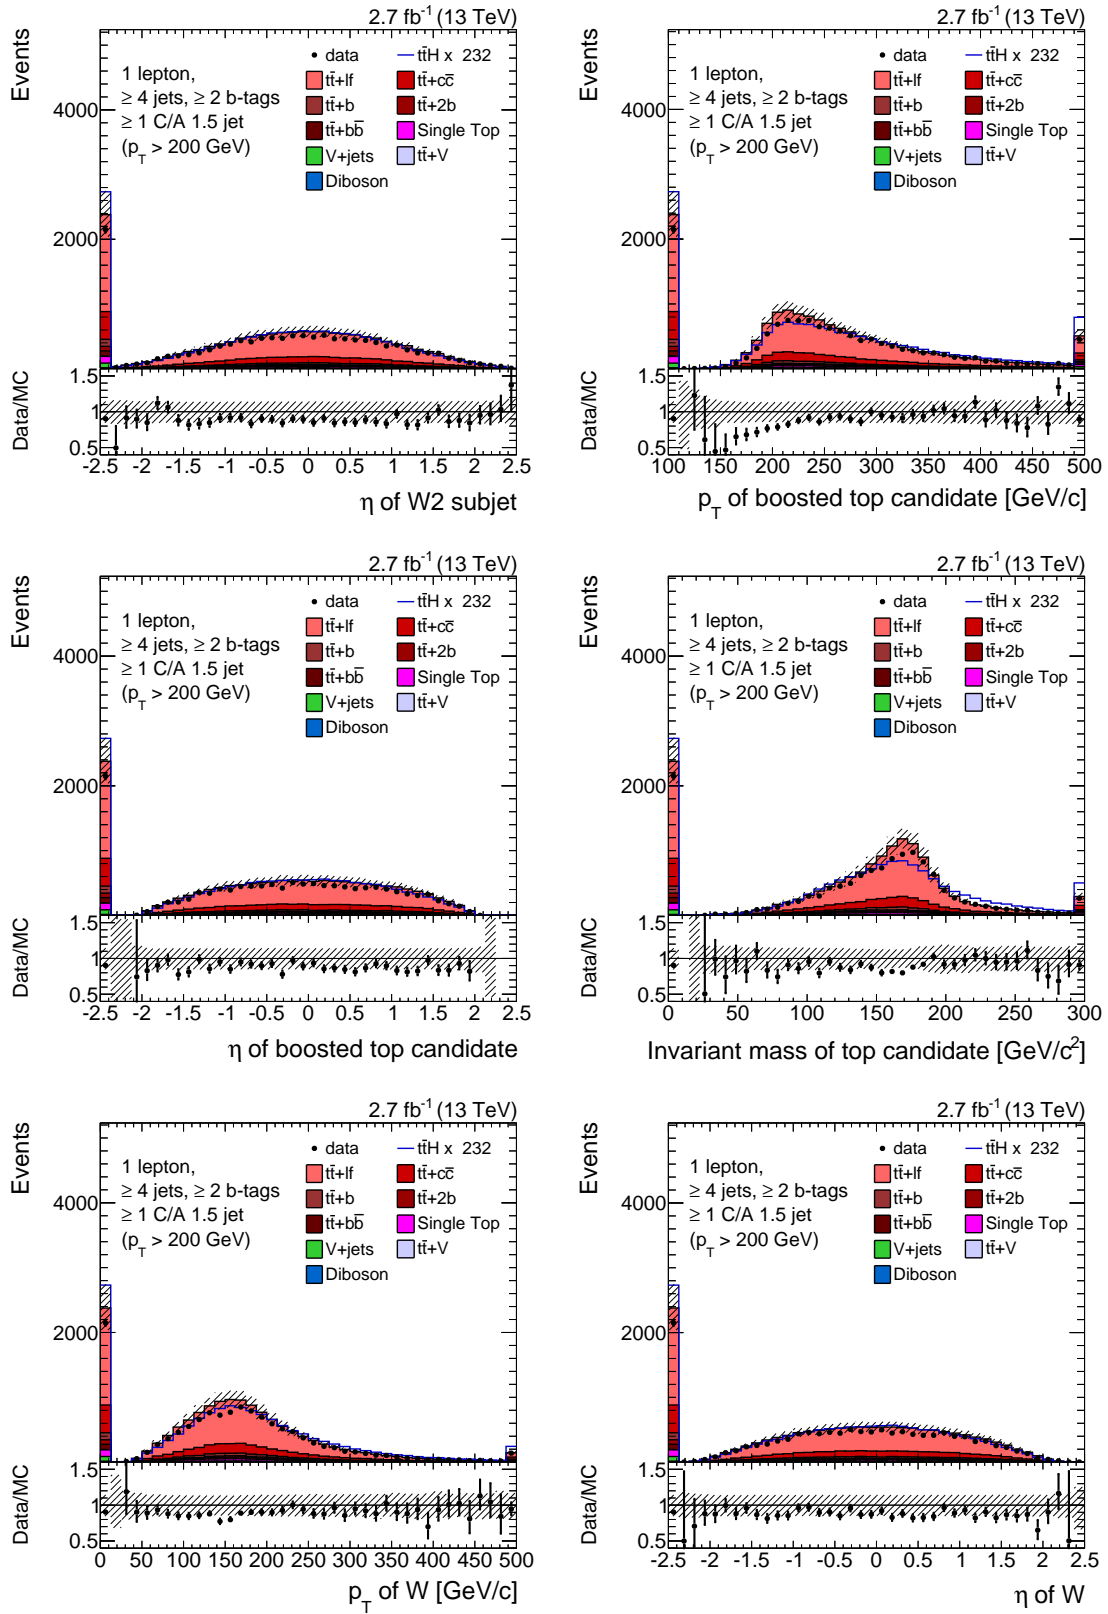 2.7 fb⁻¹ (13 TeV)
Events
4000
2000
1 lepton,
≥ 4 jets, ≥ 2 b-tags
≥ 1 C/A 1.5 jet
(p_T > 200 GeV)
data
tt̄H x 232
tt̄+lf
tt̄+cc̄
tt̄+b
tt̄+2b
tt̄+bb̄
Single Top
V+jets
tt̄+V
Diboson
Data/MC
1.5
1
0.5
-2.5 -2 -1.5 -1 -0.5 0 0.5 1 1.5 2 2.5
η of W2 subjet
2.7 fb⁻¹ (13 TeV)
Events
4000
2000
1 lepton,
≥ 4 jets, ≥ 2 b-tags
≥ 1 C/A 1.5 jet
(p_T > 200 GeV)
data
tt̄H x 232
tt̄+lf
tt̄+cc̄
tt̄+b
tt̄+2b
tt̄+bb̄
Single Top
V+jets
tt̄+V
Diboson
Data/MC
1.5
1
0.5
100 150 200 250 300 350 400 450 500
p_T of boosted top candidate [GeV/c]
2.7 fb⁻¹ (13 TeV)
Events
4000
2000
1 lepton,
≥ 4 jets, ≥ 2 b-tags
≥ 1 C/A 1.5 jet
(p_T > 200 GeV)
data
tt̄H x 232
tt̄+lf
tt̄+cc̄
tt̄+b
tt̄+2b
tt̄+bb̄
Single Top
V+jets
tt̄+V
Diboson
Data/MC
1.5
1
0.5
-2.5 -2 -1.5 -1 -0.5 0 0.5 1 1.5 2 2.5
η of boosted top candidate
2.7 fb⁻¹ (13 TeV)
Events
4000
2000
1 lepton,
≥ 4 jets, ≥ 2 b-tags
≥ 1 C/A 1.5 jet
(p_T > 200 GeV)
data
tt̄H x 232
tt̄+lf
tt̄+cc̄
tt̄+b
tt̄+2b
tt̄+bb̄
Single Top
V+jets
tt̄+V
Diboson
Data/MC
1.5
1
0.5
0 50 100 150 200 250 300
Invariant mass of top candidate [GeV/c²]
2.7 fb⁻¹ (13 TeV)
Events
4000
2000
1 lepton,
≥ 4 jets, ≥ 2 b-tags
≥ 1 C/A 1.5 jet
(p_T > 200 GeV)
data
tt̄H x 232
tt̄+lf
tt̄+cc̄
tt̄+b
tt̄+2b
tt̄+bb̄
Single Top
V+jets
tt̄+V
Diboson
Data/MC
1.5
1
0.5
0 50 100 150 200 250 300 350 400 450 500
p_T of W [GeV/c]
2.7 fb⁻¹ (13 TeV)
Events
4000
2000
1 lepton,
≥ 4 jets, ≥ 2 b-tags
≥ 1 C/A 1.5 jet
(p_T > 200 GeV)
data
tt̄H x 232
tt̄+lf
tt̄+cc̄
tt̄+b
tt̄+2b
tt̄+bb̄
Single Top
V+jets
tt̄+V
Diboson
Data/MC
1.5
1
0.5
-2.5 -2 -1.5 -1 -0.5 0 0.5 1 1.5 2 2.5
η of W